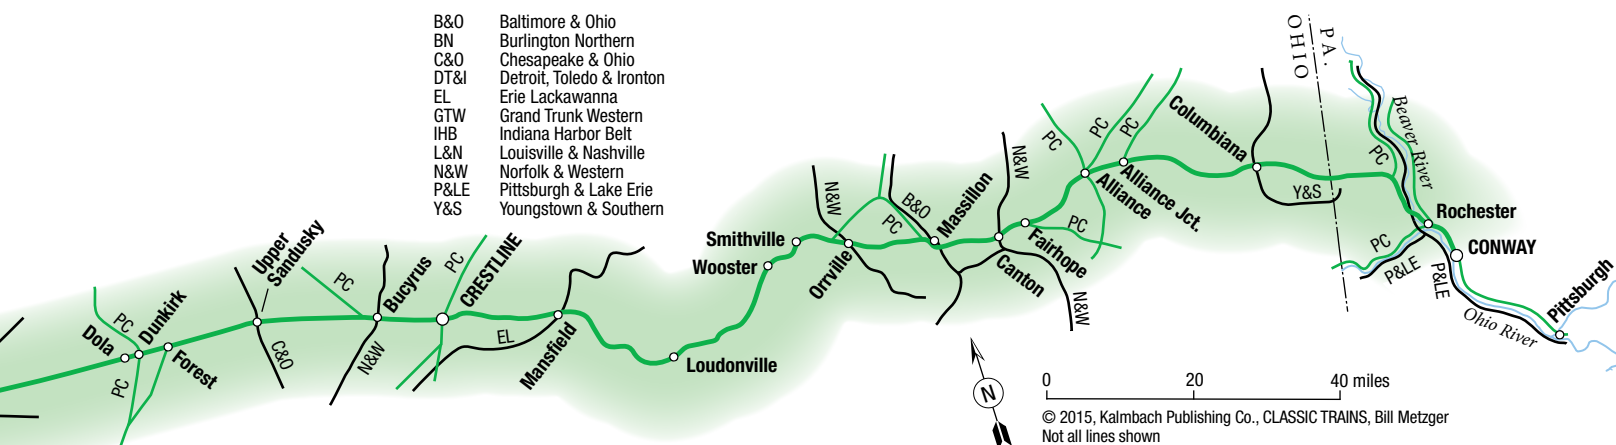 B&O Baltimore & Ohio
BN Burlington Northern
C&O Chesapeake & Ohio
DT&I Detroit, Toledo & Ironton
EL Erie Lackawanna
GTW Grand Trunk Western
IHB Indiana Harbor Belt
L&N Louisville & Nashville
N&W Norfolk & Western
P&LE Pittsburgh & Lake Erie
Y&S Youngstown & Southern
PC
Dola
Dunkirk
PC
Forest
Upper
Sandusky
C&O
PC
N&W
Bucyrus
PC
CRESTLINE
EL
Mansfield
Loudonville
Wooster
Smithville
N&W
Orrville
PC
B&O
Massillon
N&W
Canton
N&W
Fairhope
PC
PC
Alliance
PC
PC
Alliance Jct.
Columbiana
Y&S
OHIO
PA.
PC
Beaver River
Rochester
PC
P&LE
P&LE
CONWAY
Ohio River
Pittsburgh
N
0 20 40 miles
© 2015, Kalmbach Publishing Co., CLASSIC TRAINS, Bill Metzger
Not all lines shown